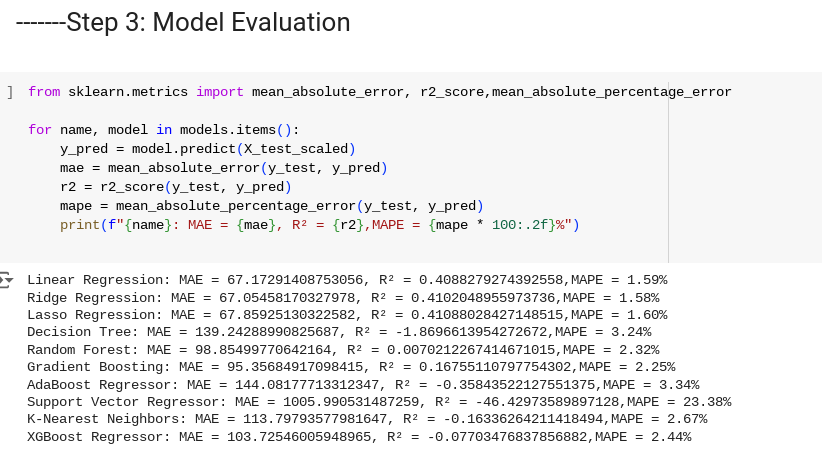 -------Step 3: Model Evaluation
] from sklearn.metrics import mean_absolute_error, r2_score,mean_absolute_percentage_error
for name, model in models.items():
    y_pred = model.predict(X_test_scaled)
    mae = mean_absolute_error(y_test, y_pred)
    r2 = r2_score(y_test, y_pred)
    mape = mean_absolute_percentage_error(y_test, y_pred)
    print(f"{name}: MAE = {mae}, R² = {r2},MAPE = {mape * 100:.2f}%")
Linear Regression: MAE = 67.17291408753056, R² = 0.4088279274392558,MAPE = 1.59%
Ridge Regression: MAE = 67.05458170327978, R² = 0.4102048955973736,MAPE = 1.58%
Lasso Regression: MAE = 67.85925130322582, R² = 0.41088028427148515,MAPE = 1.60%
Decision Tree: MAE = 139.24288990825687, R² = -1.8696613954272672,MAPE = 3.24%
Random Forest: MAE = 98.85499770642164, R² = 0.0070212267414671015,MAPE = 2.32%
Gradient Boosting: MAE = 95.35684917098415, R² = 0.16755110797754302,MAPE = 2.25%
AdaBoost Regressor: MAE = 144.08177713312347, R² = -0.35843522127551375,MAPE = 3.34%
Support Vector Regressor: MAE = 1005.990531487259, R² = -46.42973589897128,MAPE = 23.38%
K-Nearest Neighbors: MAE = 113.79793577981647, R² = -0.16336264211418494,MAPE = 2.67%
XGBoost Regressor: MAE = 103.72546005948965, R² = -0.07703476837856882,MAPE = 2.44%